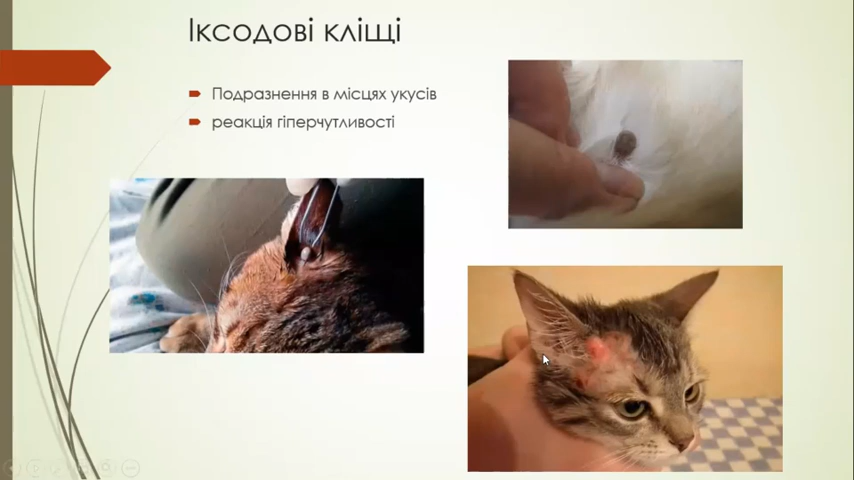 Іксодові кліщі
Подразнення в місцях укусів
реакція гіперчутливості